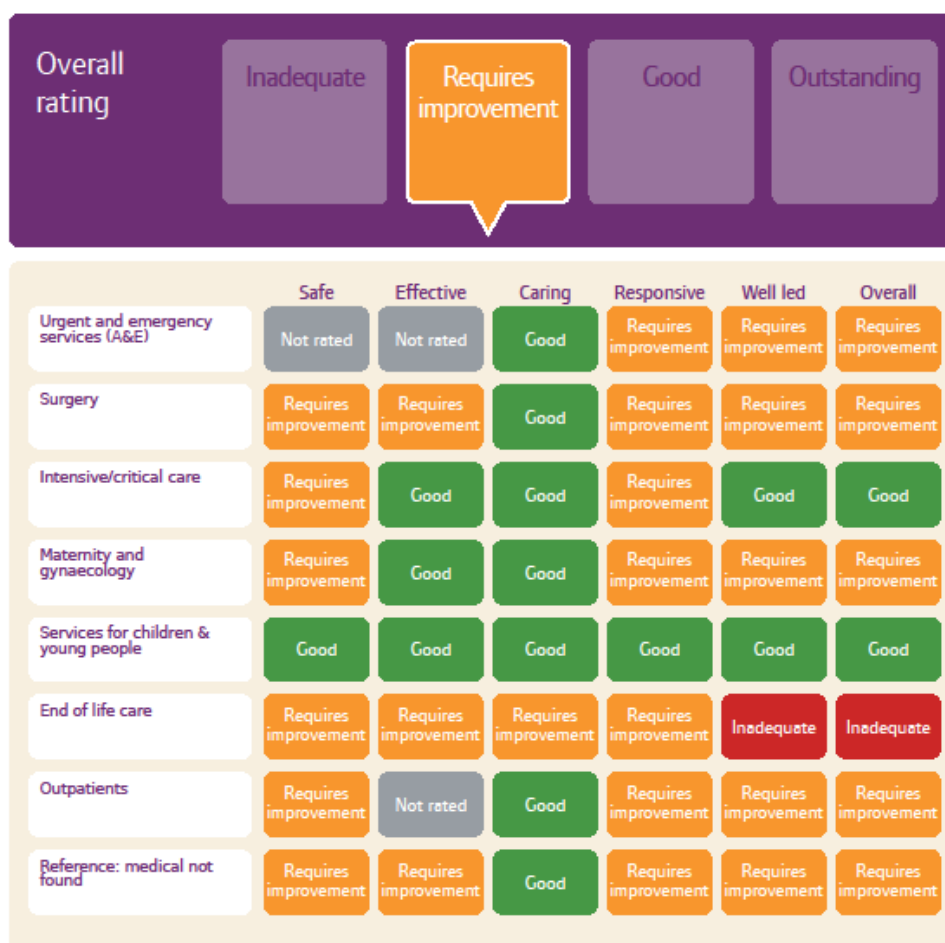 Overall
rating
Inadequate
Requires
improvement
Good
Outstanding
Safe Effective Caring Responsive Well led Overall
Urgent and emergency
services (A&E)
Not rated Not rated Good Requires improvement Requires improvement Requires improvement
Surgery
Requires improvement Requires improvement Good Requires improvement Requires improvement Requires improvement
Intensive/critical care
Requires improvement Good Good Requires improvement Good Good
Maternity and
gynaecology
Requires improvement Good Good Requires improvement Requires improvement Requires improvement
Services for children &
young people
Good Good Good Good Good Good
End of life care
Requires improvement Requires improvement Requires improvement Requires improvement Inadequate Inadequate
Outpatients
Requires improvement Not rated Good Requires improvement Requires improvement Requires improvement
Reference: medical not
found
Requires improvement Requires improvement Good Requires improvement Requires improvement Requires improvement